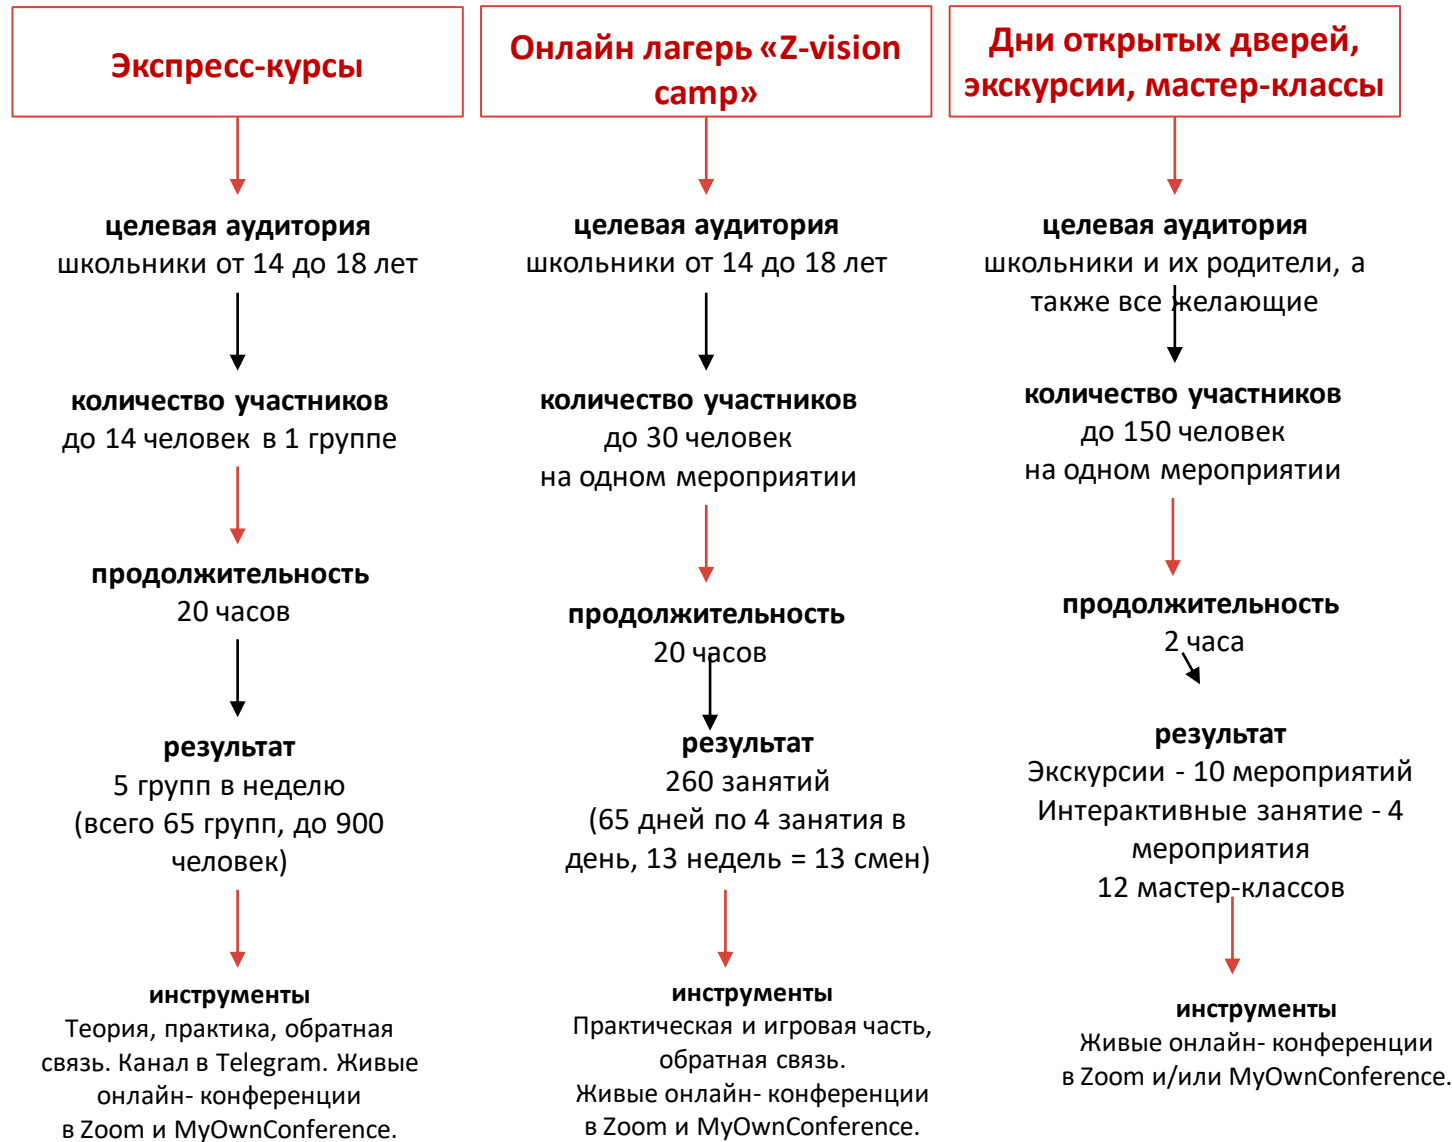 Экспресс-курсы
целевая аудитория
школьники от 14 до 18 лет
количество участников
до 14 человек в 1 группе
продолжительность
20 часов
результат
5 групп в неделю
(всего 65 групп, до 900
человек)
инструменты
Теория, практика, обратная
связь. Канал в Telegram. Живые
онлайн- конференции
в Zoom и MyOwnConference.
Онлайн лагерь «Z-vision
camp»
целевая аудитория
школьники от 14 до 18 лет
количество участников
до 30 человек
на одном мероприятии
продолжительность
20 часов
результат
260 занятий
(65 дней по 4 занятия в
день, 13 недель = 13 смен)
инструменты
Практическая и игровая часть,
обратная связь.
Живые онлайн- конференции
в Zoom и MyOwnConference.
Дни открытых дверей,
экскурсии, мастер-классы
целевая аудитория
школьники и их родители, а
также все желающие
количество участников
до 150 человек
на одном мероприятии
продолжительность
2 часа
результат
Экскурсии - 10 мероприятий
Интерактивные занятие - 4
мероприятия
12 мастер-классов
инструменты
Живые онлайн- конференции
в Zoom и/или MyOwnConference.